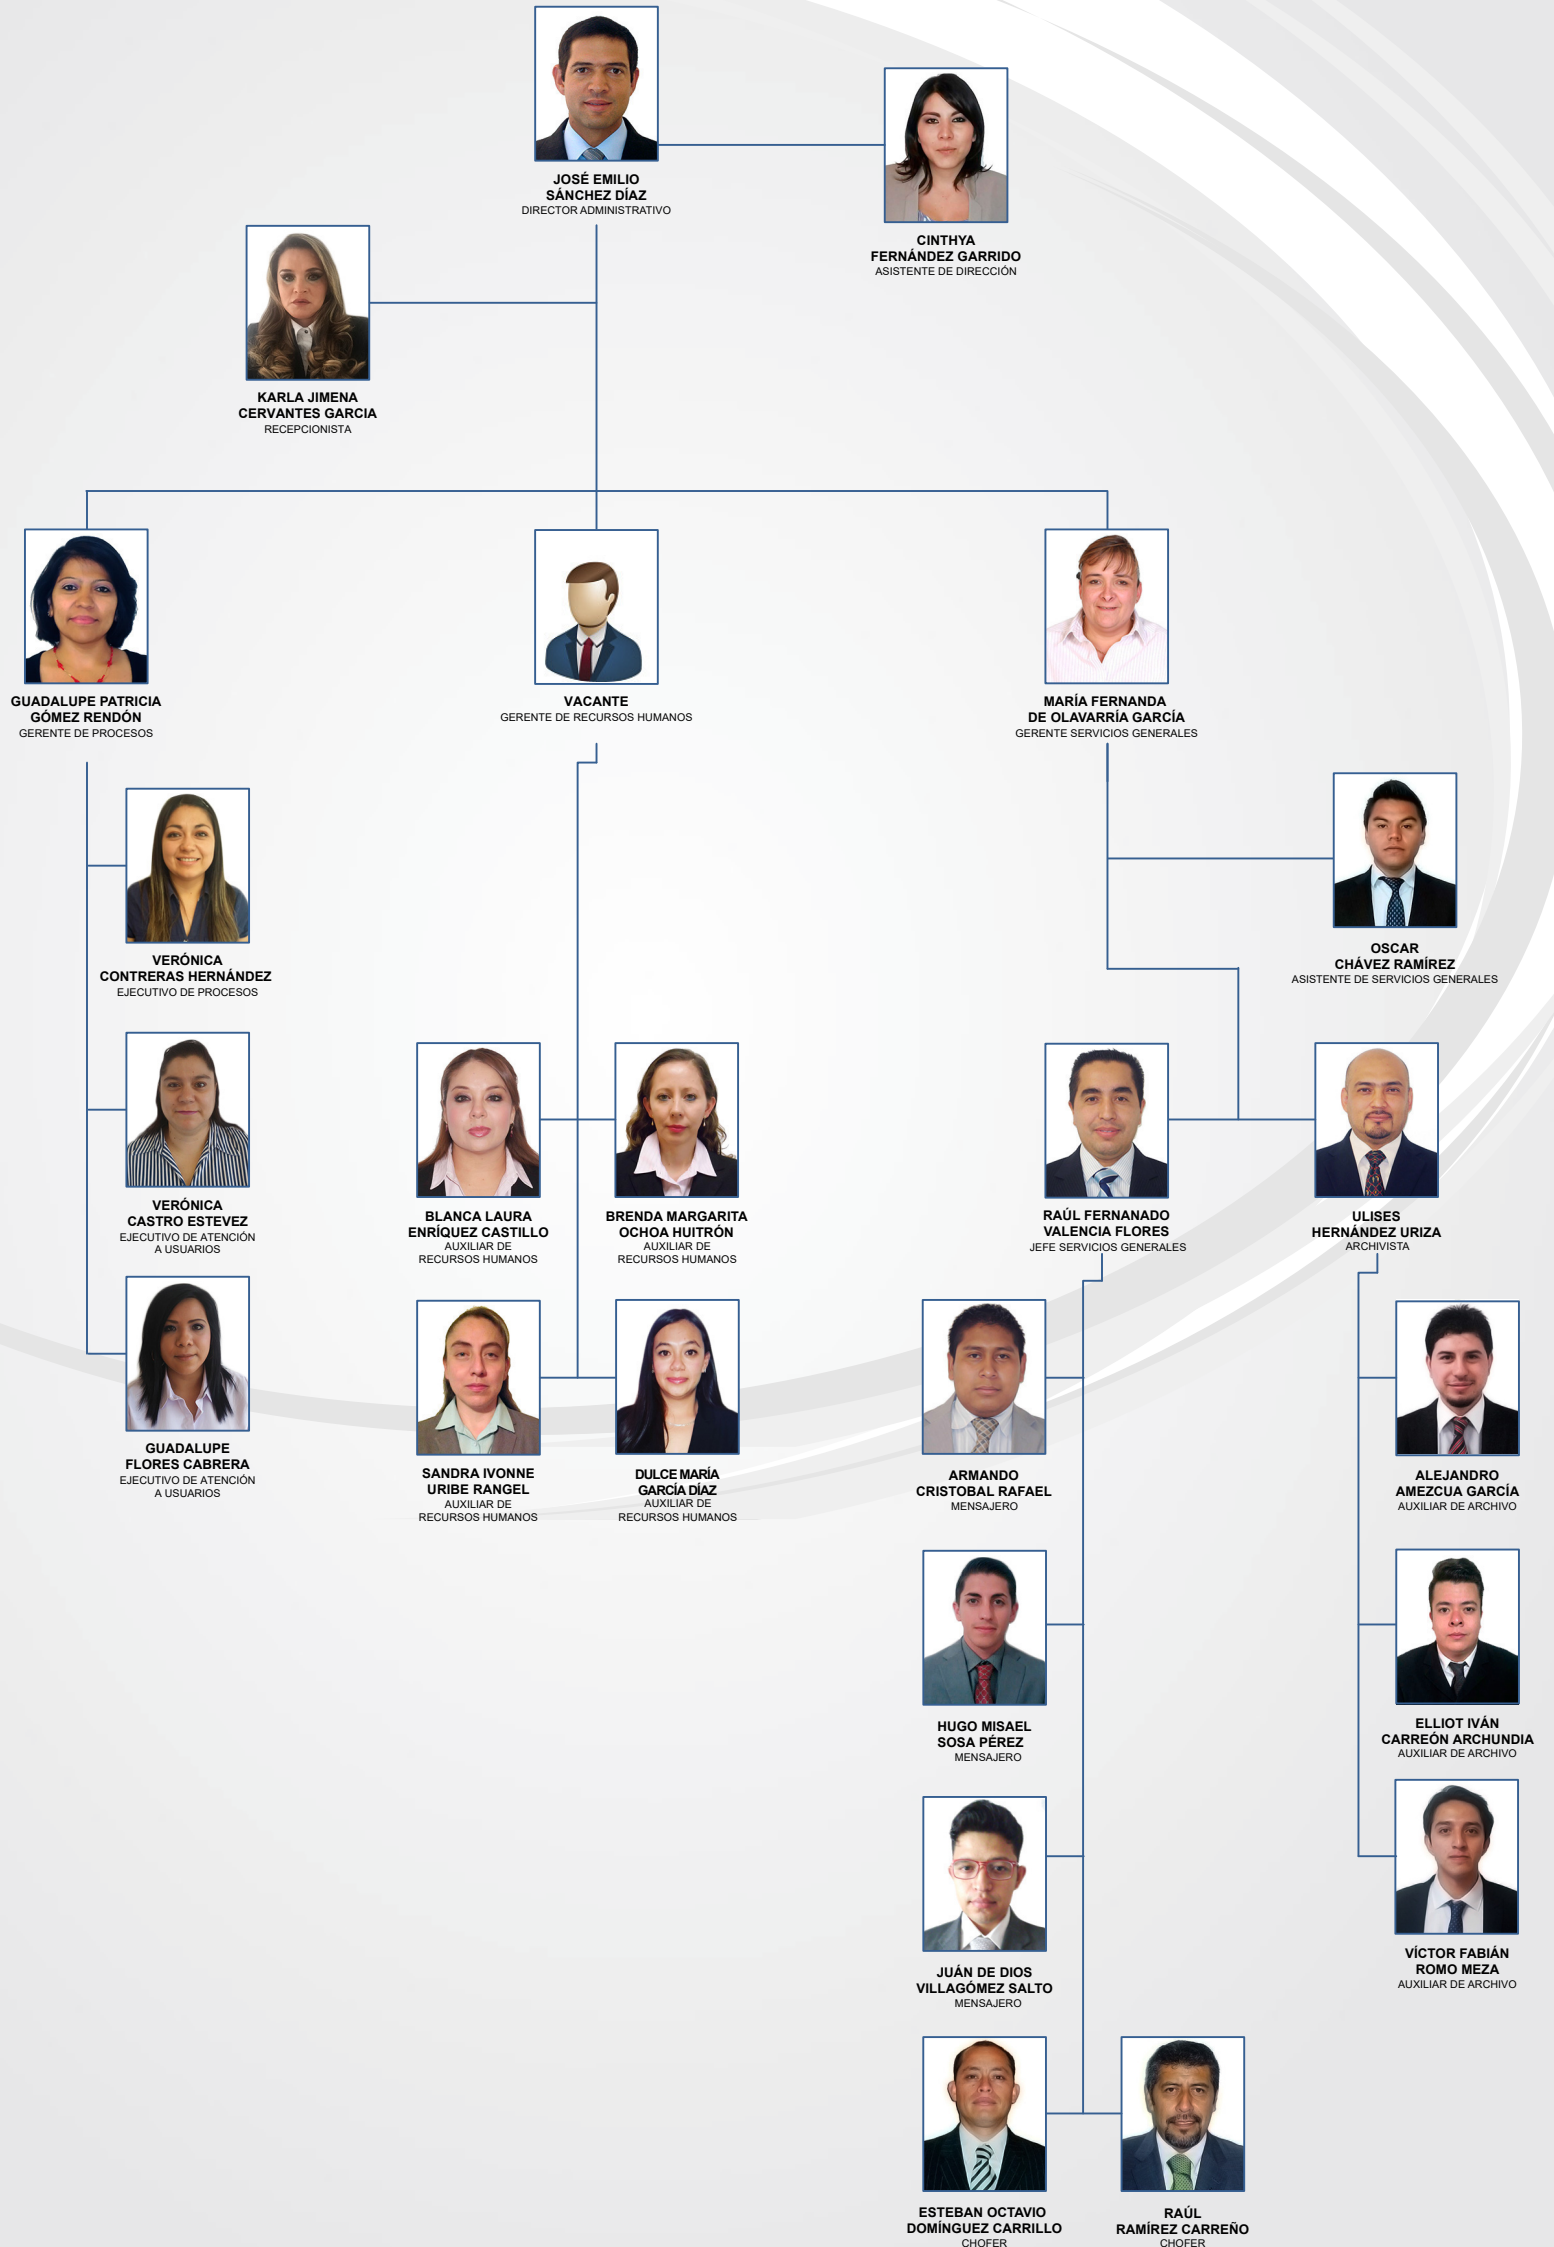 JOSÉ EMILIO
SÁNCHEZ DÍAZ
DIRECTOR ADMINISTRATIVO
CINTHYA
FERNÁNDEZ GARRIDO
ASISTENTE DE DIRECCIÓN
KARLA JIMENA
CERVANTES GARCIA
RECEPCIONISTA
GUADALUPE PATRICIA
GÓMEZ RENDÓN
GERENTE DE PROCESOS
VACANTE
GERENTE DE RECURSOS HUMANOS
MARÍA FERNANDA
DE OLAVARRÍA GARCÍA
GERENTE SERVICIOS GENERALES
OSCAR
CHÁVEZ RAMÍREZ
ASISTENTE DE SERVICIOS GENERALES
VERÓNICA
CONTRERAS HERNÁNDEZ
EJECUTIVO DE PROCESOS
VERÓNICA
CASTRO ESTEVEZ
EJECUTIVO DE ATENCIÓN
A USUARIOS
GUADALUPE
FLORES CABRERA
EJECUTIVO DE ATENCIÓN
A USUARIOS
BLANCA LAURA
ENRÍQUEZ CASTILLO
AUXILIAR DE
RECURSOS HUMANOS
BRENDA MARGARITA
OCHOA HUITRÓN
AUXILIAR DE
RECURSOS HUMANOS
SANDRA IVONNE
URIBE RANGEL
AUXILIAR DE
RECURSOS HUMANOS
DULCE MARÍA
GARCÍA DÍAZ
AUXILIAR DE
RECURSOS HUMANOS
RAÚL FERNANADO
VALENCIA FLORES
JEFE SERVICIOS GENERALES
ULISES
HERNÁNDEZ URIZA
ARCHIVISTA
ARMANDO
CRISTOBAL RAFAEL
MENSAJERO
HUGO MISAEL
SOSA PÉREZ
MENSAJERO
JUÁN DE DIOS
VILLAGÓMEZ SALTO
MENSAJERO
ESTEBAN OCTAVIO
DOMÍNGUEZ CARRILLO
CHOFER
RAÚL
RAMÍREZ CARREÑO
CHOFER
ALEJANDRO
AMEZCUA GARCÍA
AUXILIAR DE ARCHIVO
ELLIOT IVÁN
CARREÓN ARCHUNDIA
AUXILIAR DE ARCHIVO
VÍCTOR FABIÁN
ROMO MEZA
AUXILIAR DE ARCHIVO